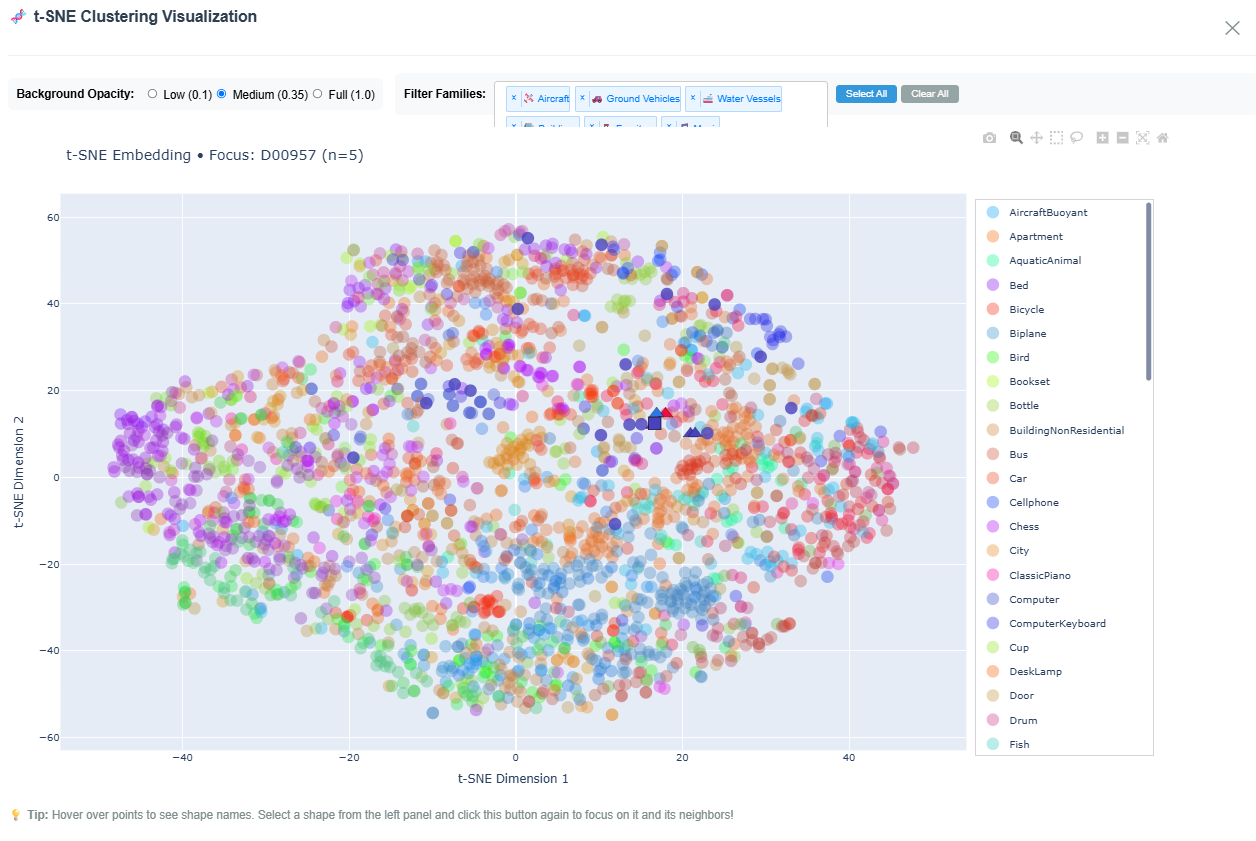 t-SNE Clustering Visualization
Background Opacity: Low (0.1) Medium (0.35) Full (1.0)
Filter Families:
× Aircraft × Ground Vehicles × Water Vessels
Select All Clear All
t-SNE Embedding • Focus: D00957 (n=5)
60
40
20
0
−20
−40
−60
t-SNE Dimension 2
−40 −20 0 20 40
t-SNE Dimension 1
AircraftBuoyant
Apartment
AquaticAnimal
Bed
Bicycle
Biplane
Bird
Bookset
Bottle
BuildingNonResidential
Bus
Car
Cellphone
Chess
City
ClassicPiano
Computer
ComputerKeyboard
Cup
DeskLamp
Door
Drum
Fish
Tip: Hover over points to see shape names. Select a shape from the left panel and click this button again to focus on it and its neighbors!